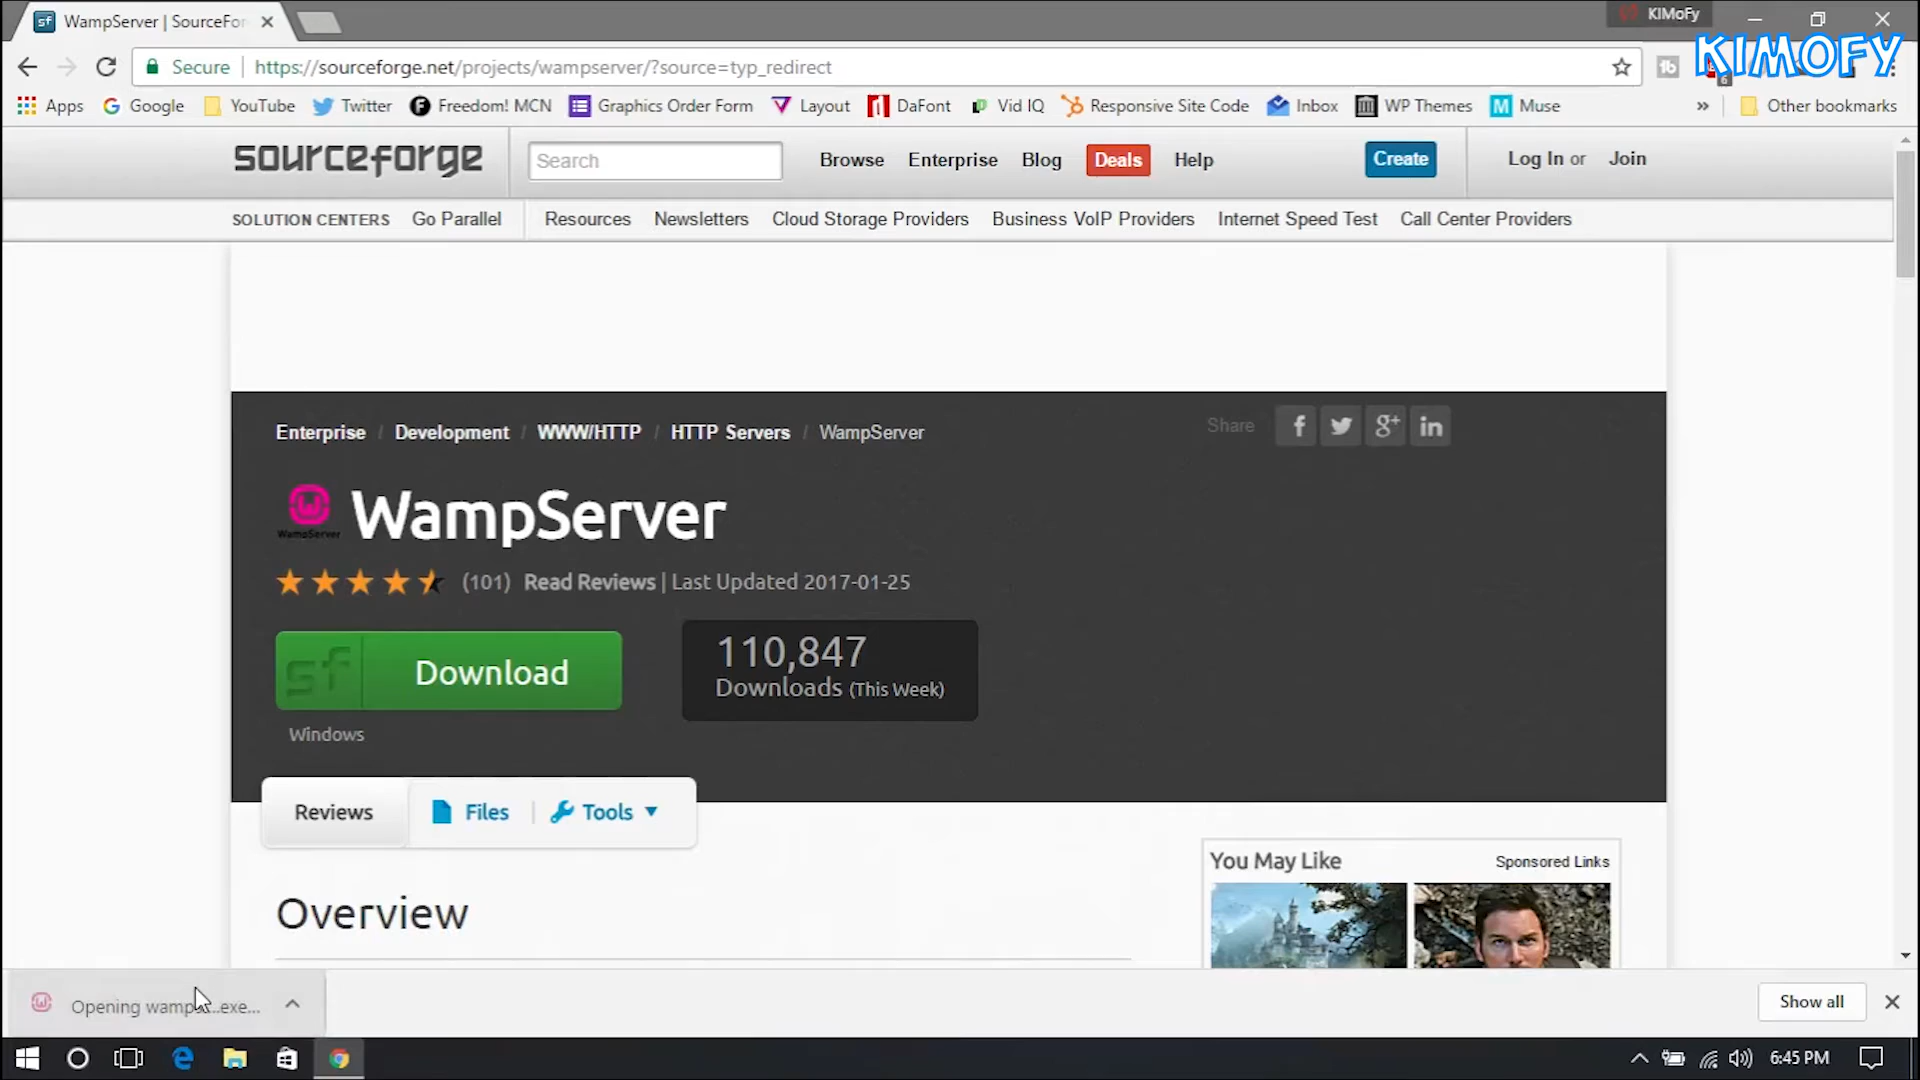 WampServer | SourceFor
KIMoFy
KIMOFY
Secure
https://sourceforge.net/projects/wampserver/?source=typ_redirect
6
Apps Google YouTube Twitter Freedom! MCN Graphics Order Form Layout DaFont Vid IQ Responsive Site Code Inbox WP Themes Muse » Other bookmarks
sourceforge Search Browse Enterprise Blog Deals Help Create Log In or Join
SOLUTION CENTERS Go Parallel Resources Newsletters Cloud Storage Providers Business VoIP Providers Internet Speed Test Call Center Providers
Enterprise / Development / WWW/HTTP / HTTP Servers / WampServer
Share
WampServer
WampServer
(101) Read Reviews | Last Updated 2017-01-25
sf Download
110,847
Downloads (This Week)
Windows
Reviews Files Tools
You May Like Sponsored Links
Overview
Opening wamps...exe...
Show all
6:45 PM